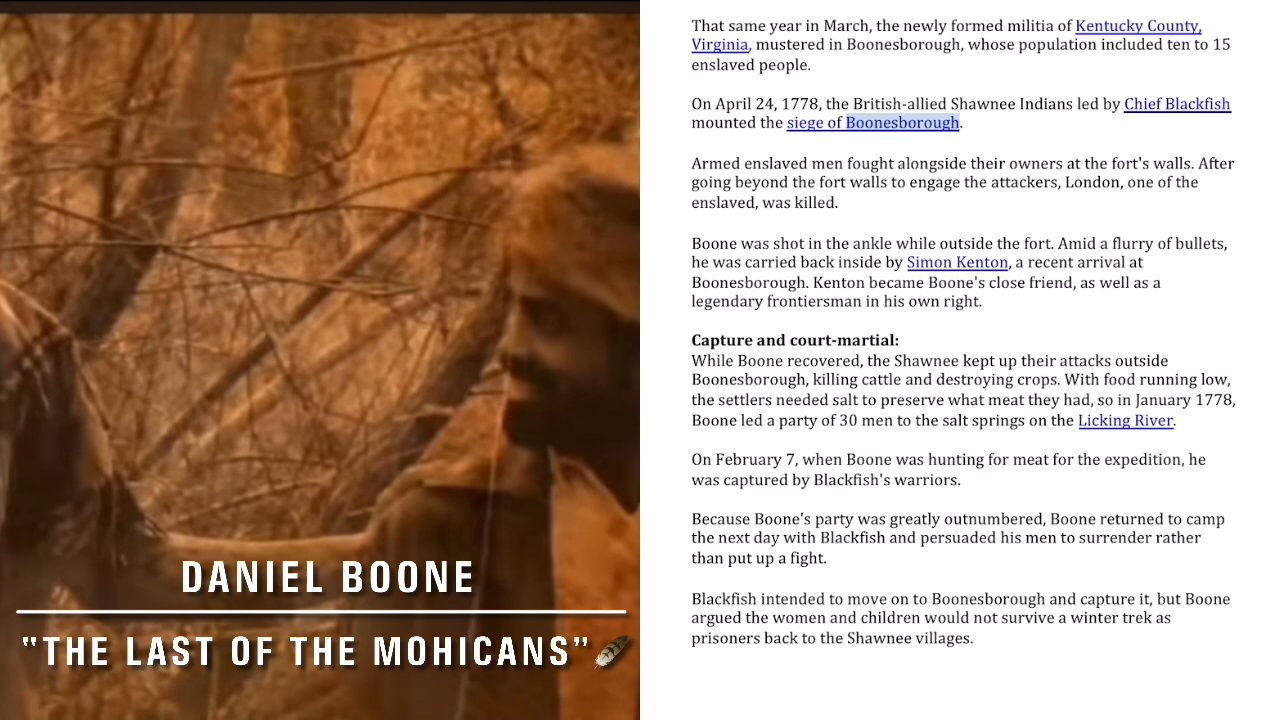 DANIEL BOONE
"THE LAST OF THE MOHICANS"
That same year in March, the newly formed militia of Kentucky County,
Virginia, mustered in Boonesborough, whose population included ten to 15
enslaved people.
On April 24, 1778, the British-allied Shawnee Indians led by Chief Blackfish
mounted the siege of Boonesborough.
Armed enslaved men fought alongside their owners at the fort's walls. After
going beyond the fort walls to engage the attackers, London, one of the
enslaved, was killed.
Boone was shot in the ankle while outside the fort. Amid a flurry of bullets,
he was carried back inside by Simon Kenton, a recent arrival at
Boonesborough. Kenton became Boone's close friend, as well as a
legendary frontiersman in his own right.
Capture and court-martial:
While Boone recovered, the Shawnee kept up their attacks outside
Boonesborough, killing cattle and destroying crops. With food running low,
the settlers needed salt to preserve what meat they had, so in January 1778,
Boone led a party of 30 men to the salt springs on the Licking River.
On February 7, when Boone was hunting for meat for the expedition, he
was captured by Blackfish's warriors.
Because Boone's party was greatly outnumbered, Boone returned to camp
the next day with Blackfish and persuaded his men to surrender rather
than put up a fight.
Blackfish intended to move on to Boonesborough and capture it, but Boone
argued the women and children would not survive a winter trek as
prisoners back to the Shawnee villages.